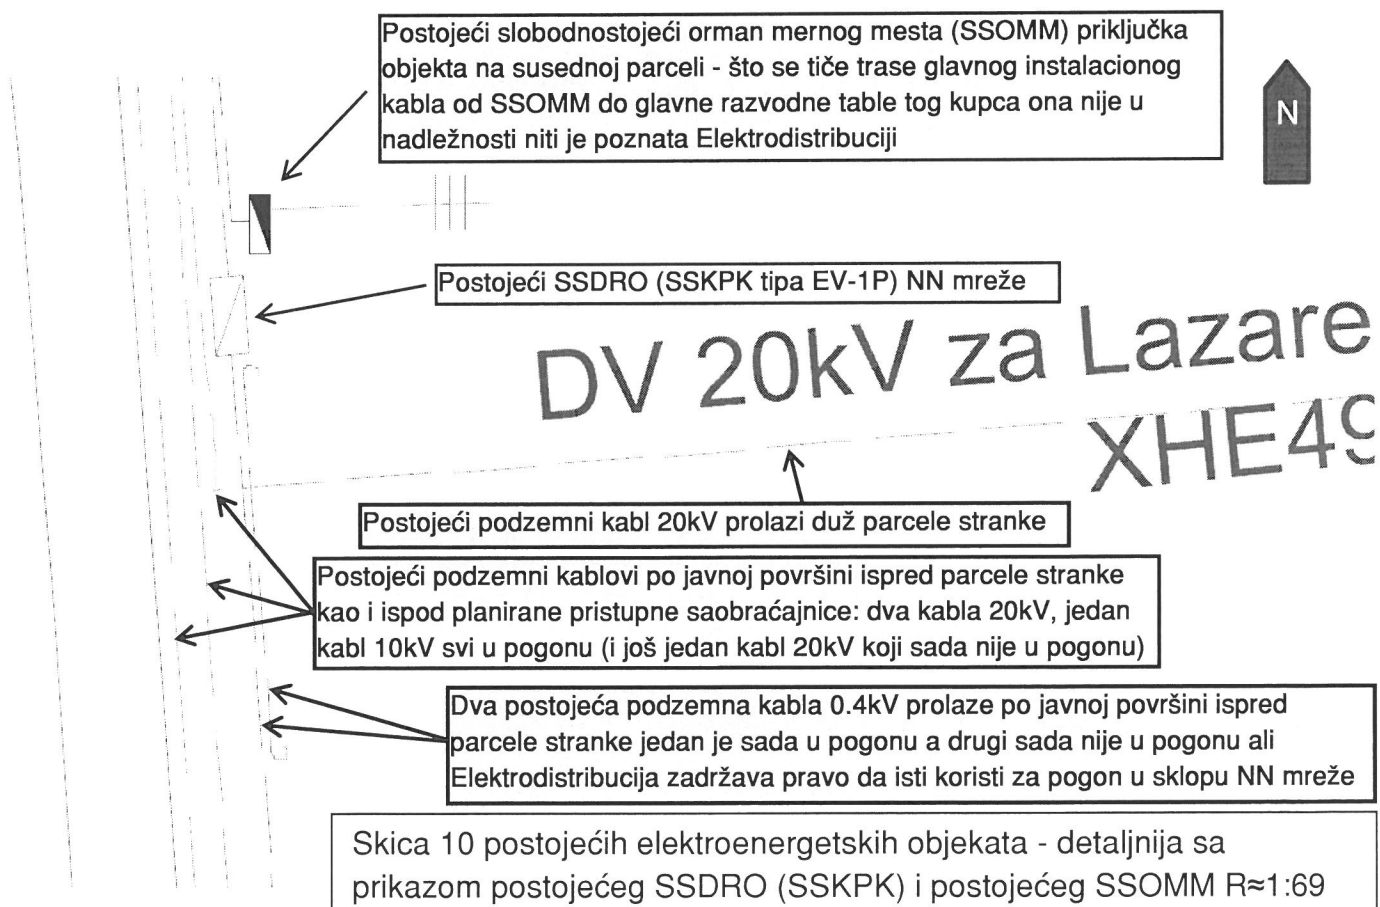 Postojeći slobodnostojeći orman mernog mesta (SSOMM) priključka
objekta na susednoj parceli - što se tiče trase glavnog instalacionog
kabla od SSOMM do glavne razvodne table tog kupca ona nije u
nadležnosti niti je poznata Elektrodistribuciji
N
Postojeći SSDRO (SSKPK tipa EV-1P) NN mreže
DV 20kV za Lazare
XHE49
Postojeći podzemni kabl 20kV prolazi duž parcele stranke
Postojeći podzemni kablovi po javnoj površini ispred parcele stranke
kao i ispod planirane pristupne saobraćajnice: dva kabla 20kV, jedan
kabl 10kV svi u pogonu (i još jedan kabl 20kV koji sada nije u pogonu)
Dva postojeća podzemna kabla 0.4kV prolaze po javnoj površini ispred
parcele stranke jedan je sada u pogonu a drugi sada nije u pogonu ali
Elektrodistribucija zadržava pravo da isti koristi za pogon u sklopu NN mreže
Skica 10 postojećih elektroenergetskih objekata - detaljnija sa
prikazom postojećeg SSDRO (SSKPK) i postojećeg SSOMM R≈1:69